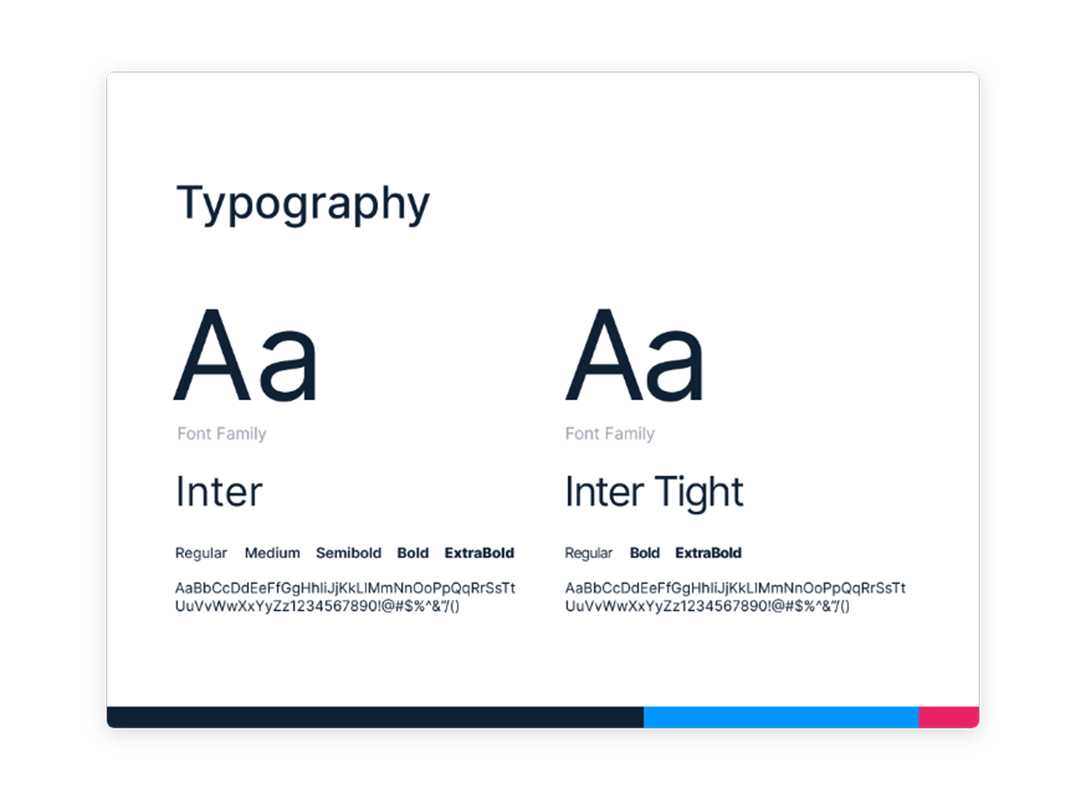 Typography
Aa
Font Family
Inter
Regular Medium Semibold Bold ExtraBold
AaBbCcDdEeFfGgHhIiJjKkLlMmNnOoPpQqRrSsTt
UuVvWwXxYyZz1234567890!@#$%^&”/()
Aa
Font Family
Inter Tight
Regular Bold ExtraBold
AaBbCcDdEeFfGgHhIiJjKkLlMmNnOoPpQqRrSsTt
UuVvWwXxYyZz1234567890!@#$%^&”/()